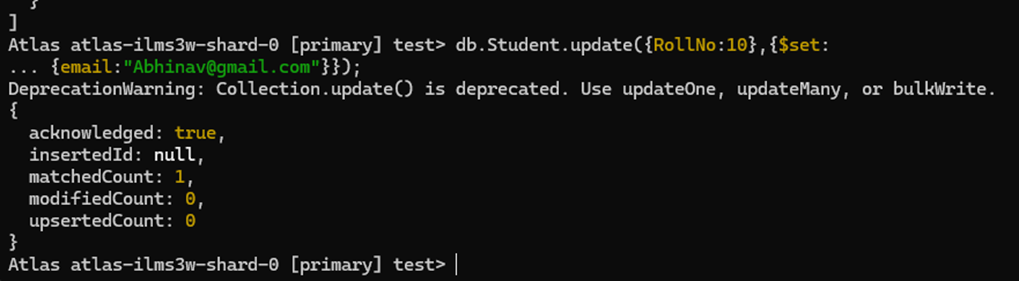 }
]
Atlas atlas-ilms3w-shard-0 [primary] test> db.Student.update({RollNo:10},{$set:
... {email:"Abhinav@gmail.com"}});
DeprecationWarning: Collection.update() is deprecated. Use updateOne, updateMany, or bulkWrite.
{
  acknowledged: true,
  insertedId: null,
  matchedCount: 1,
  modifiedCount: 0,
  upsertedCount: 0
}
Atlas atlas-ilms3w-shard-0 [primary] test>